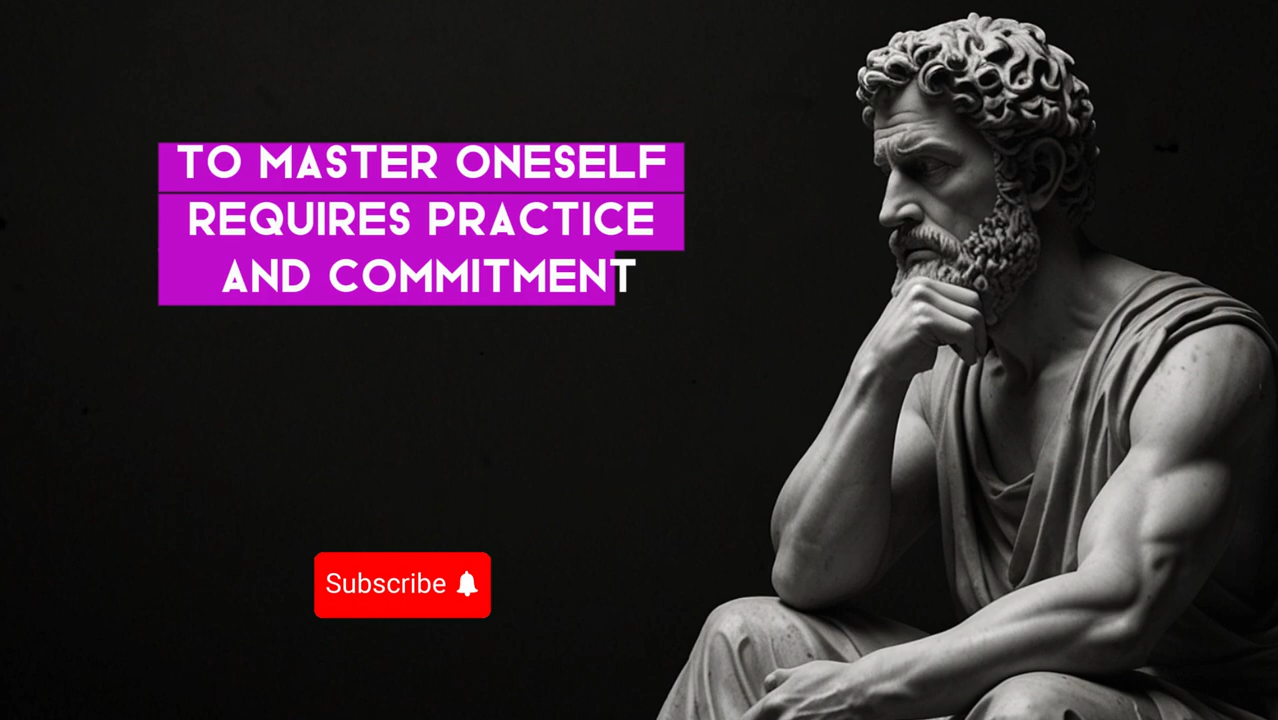 TO MASTER ONESELF
REQUIRES PRACTICE
AND COMMITMENT
Subscribe